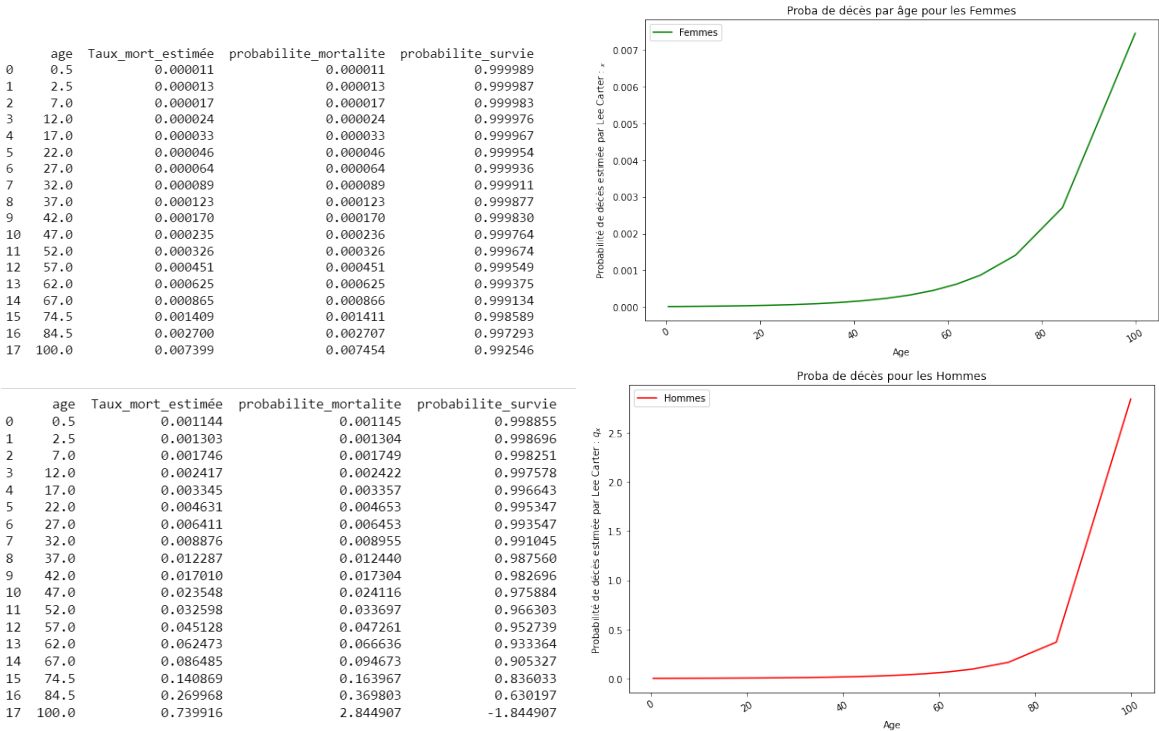 age Taux_mort_estimée probabilite_mortalite probabilite_survie
0 0.5 0.000011 0.000011 0.999989
1 2.5 0.000013 0.000013 0.999987
2 7.0 0.000017 0.000017 0.999983
3 12.0 0.000024 0.000024 0.999976
4 17.0 0.000033 0.000033 0.999967
5 22.0 0.000046 0.000046 0.999954
6 27.0 0.000064 0.000064 0.999936
7 32.0 0.000089 0.000089 0.999911
8 37.0 0.000123 0.000123 0.999877
9 42.0 0.000170 0.000170 0.999830
10 47.0 0.000235 0.000236 0.999764
11 52.0 0.000326 0.000326 0.999674
12 57.0 0.000451 0.000451 0.999549
13 62.0 0.000625 0.000625 0.999375
14 67.0 0.000865 0.000866 0.999134
15 74.5 0.001409 0.001411 0.998589
16 84.5 0.002700 0.002707 0.997293
17 100.0 0.007399 0.007454 0.992546
Proba de décès par âge pour les Femmes
Femmes
Probabilité de décès estimée par Lee Carter : x
0.007
0.006
0.005
0.004
0.003
0.002
0.001
0.000
0 20 40 60 80 100
Age
age Taux_mort_estimée probabilite_mortalite probabilite_survie
0 0.5 0.001144 0.001145 0.998855
1 2.5 0.001303 0.001304 0.998696
2 7.0 0.001746 0.001749 0.998251
3 12.0 0.002417 0.002422 0.997578
4 17.0 0.003345 0.003357 0.996643
5 22.0 0.004631 0.004653 0.995347
6 27.0 0.006411 0.006453 0.993547
7 32.0 0.008876 0.008955 0.991045
8 37.0 0.012287 0.012440 0.987560
9 42.0 0.017010 0.017304 0.982696
10 47.0 0.023548 0.024116 0.975884
11 52.0 0.032598 0.033697 0.966303
12 57.0 0.045128 0.047261 0.952739
13 62.0 0.062473 0.066636 0.933364
14 67.0 0.086485 0.094673 0.905327
15 74.5 0.140869 0.163967 0.836033
16 84.5 0.269968 0.369803 0.630197
17 100.0 0.739916 2.844907 -1.844907
Proba de décès pour les Hommes
Hommes
Probabilité de décès estimée par Lee Carter : qx
2.5
2.0
1.5
1.0
0.5
0.0
0 20 40 60 80 100
Age